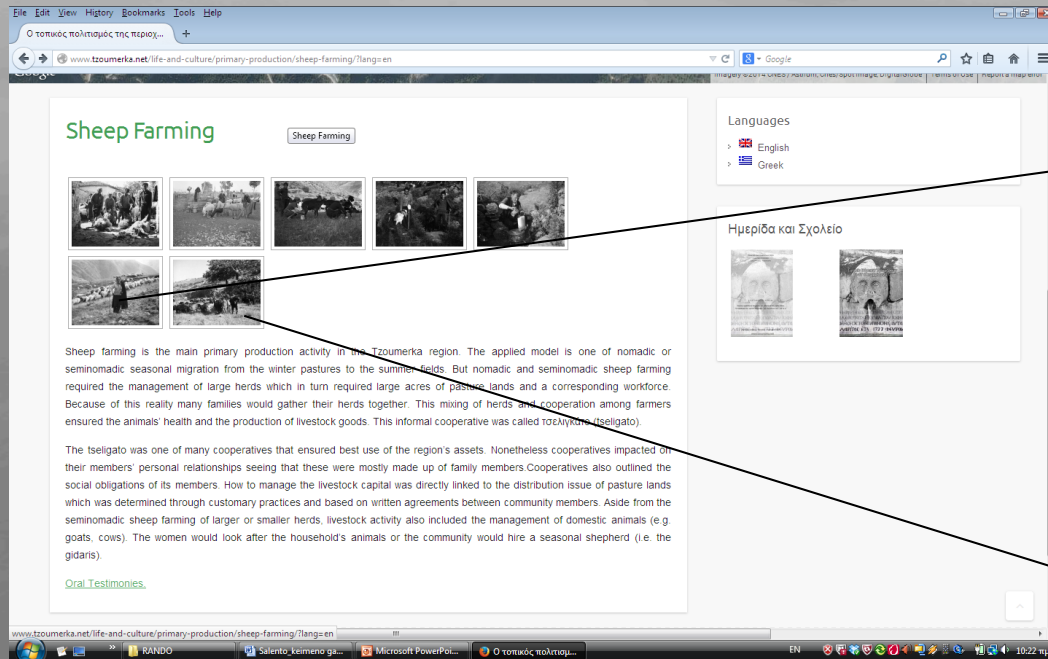 File Edit View History Bookmarks Tools Help
Ο τοπικός πολιτισμός της περιοχ...
www.tzoumerka.net/life-and-culture/primary-production/sheep-farming/?lang=en
Google
Terms of Use
Report a map error
Sheep Farming
Sheep Farming
Sheep farming is the main primary production activity in the Tzoumerka region. The applied model is one of nomadic or
seminomadic seasonal migration from the winter pastures to the summer fields. But nomadic and seminomadic sheep farming
required the management of large herds which in turn required large acres of pasture lands and a corresponding workforce.
Because of this reality many families would gather their herds together. This mixing of herds and cooperation among farmers
ensured the animals' health and the production of livestock goods. This informal cooperative was called τσελιγκάτο (tseligato).
The tseligato was one of many cooperatives that ensured best use of the region's assets. Nonetheless cooperatives impacted on
their members' personal relationships seeing that these were mostly made up of family members.Cooperatives also outlined the
social obligations of its members. How to manage the livestock capital was directly linked to the distribution issue of pasture lands
which was determined through customary practices and based on written agreements between community members. Aside from the
seminomadic sheep farming of larger or smaller herds, livestock activity also included the management of domestic animals (e.g.
goats, cows). The women would look after the household's animals or the community would hire a seasonal shepherd (i.e. the
gidaris).
Oral Testimonies.
Languages
English
Greek
Ημερίδα και Σχολείο
www.tzoumerka.net/life-and-culture/primary-production/sheep-farming/?lang=en
RANDO
Salento_keimeno ga...
Microsoft PowerPoi...
Ο τοπικός πολιτισμ...
EN
10:22 πμ